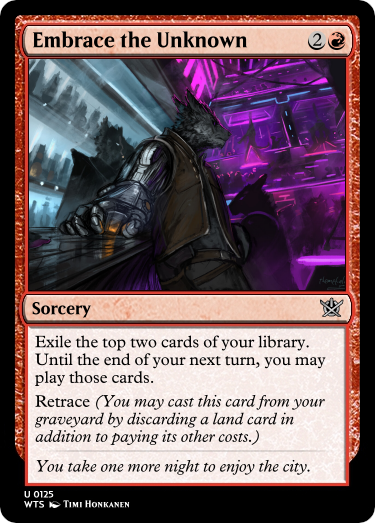 Embrace the Unknown 2
Sorcery
Exile the top two cards of your library.
Until the end of your next turn, you may
play those cards.
Retrace (You may cast this card from your
graveyard by discarding a land card in
addition to paying its other costs.)
You take one more night to enjoy the city.
U 0125
WTS Timi Honkanen